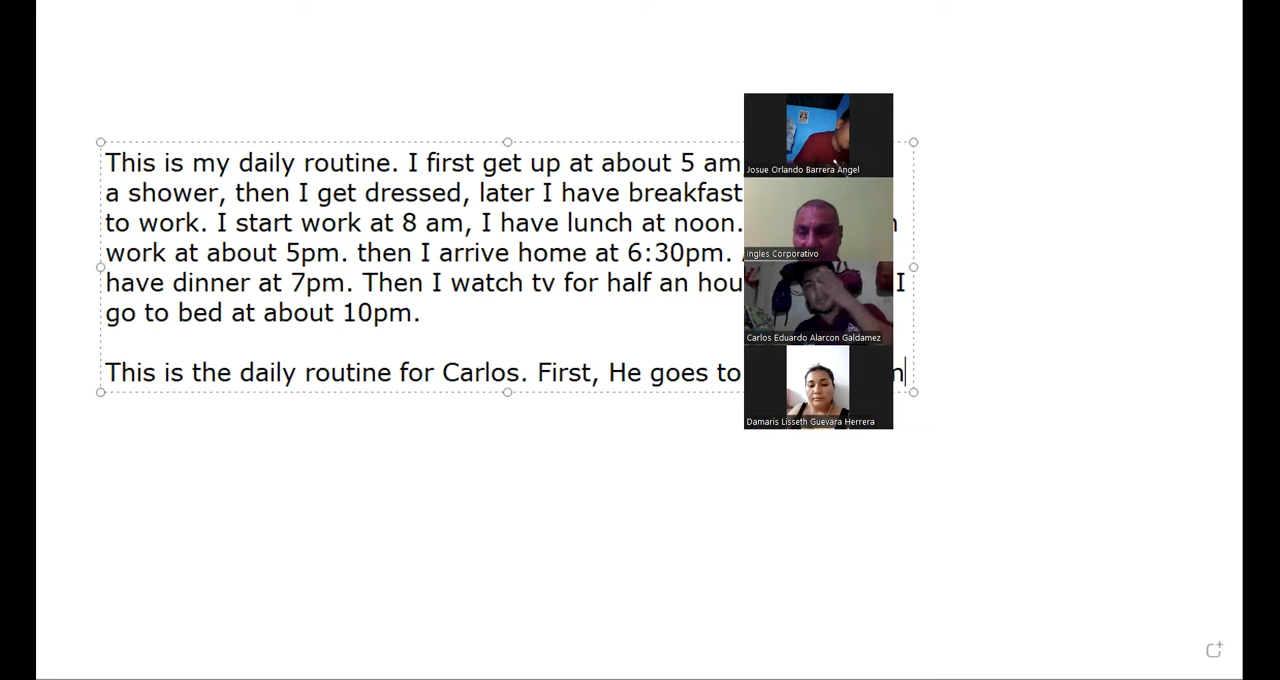 This is my daily routine. I first get up at about 5 am
a shower, then I get dressed, later I have breakfast
to work. I start work at 8 am, I have lunch at noon.
work at about 5pm. then I arrive home at 6:30pm.
have dinner at 7pm. Then I watch tv for half an hou I
go to bed at about 10pm.
This is the daily routine for Carlos. First, He goes to
Josue Orlando Barrera Angel
Ingles Corporativo
Carlos Eduardo Alarcon Galdamez
Damaris Lisseth Guevara Herrera